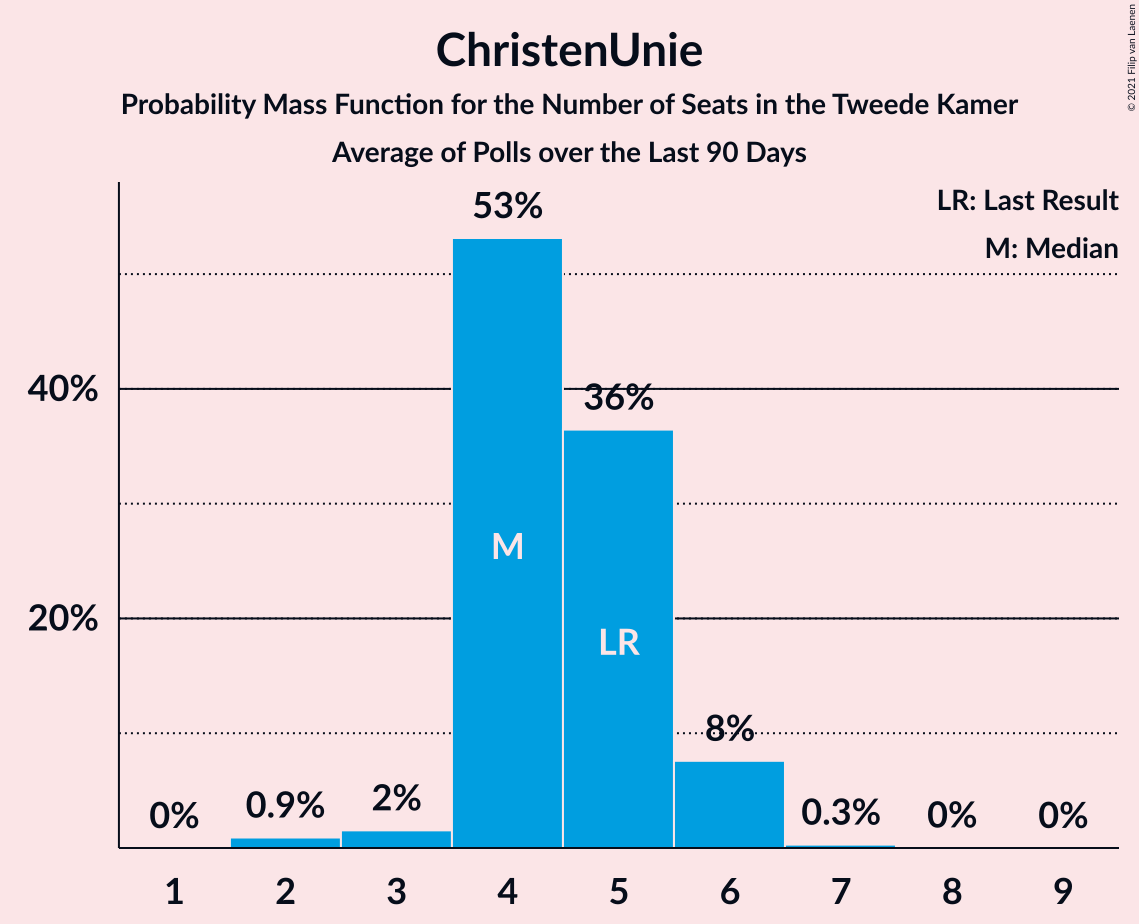 ChristenUnie
Probability Mass Function for the Number of Seats in the Tweede Kamer
Average of Polls over the Last 90 Days
© 2021 Filip van Laenen
LR: Last Result
M: Median
53%
40%
36%
M
20%
LR
8%
0%
0.9%
2%
0.3%
0%
0%
1 2 3 4 5 6 7 8 9